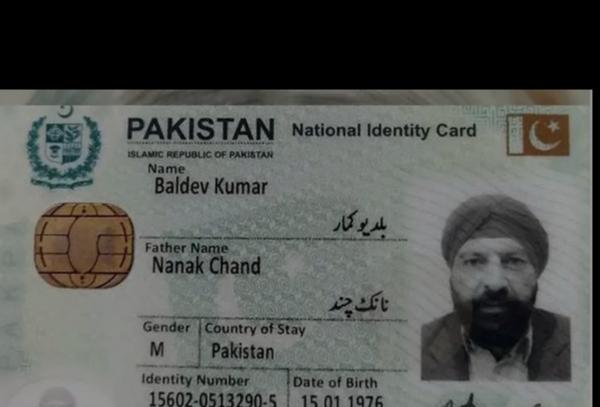 PAKISTAN National Identity Card
ISLAMIC REPUBLIC OF PAKISTAN
Name
Baldev Kumar
بلدیو کمار
Father Name
Nanak Chand
نانک چند
Gender Country of Stay
M Pakistan
Identity Number Date of Birth
15602-0513290-5 15.01.1976